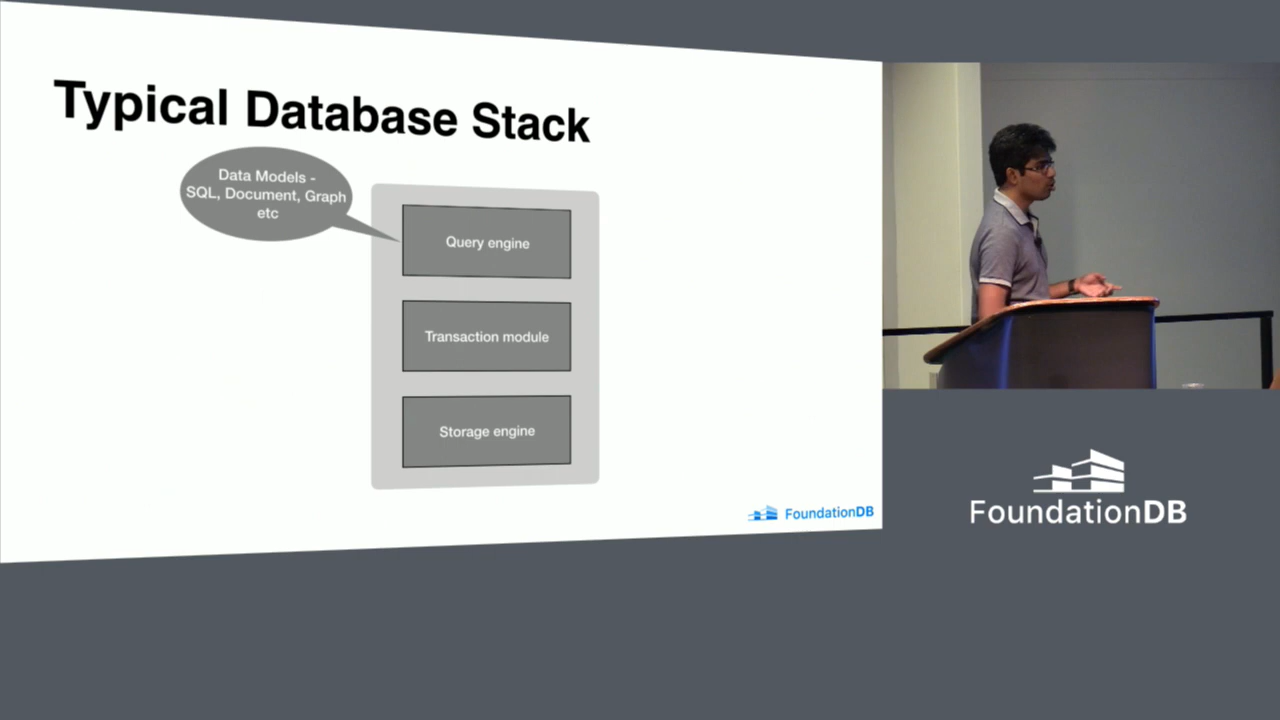 Typical Database Stack
Data Models -
SQL, Document, Graph
etc
Query engine
Transaction module
Storage engine
FoundationDB
FoundationDB